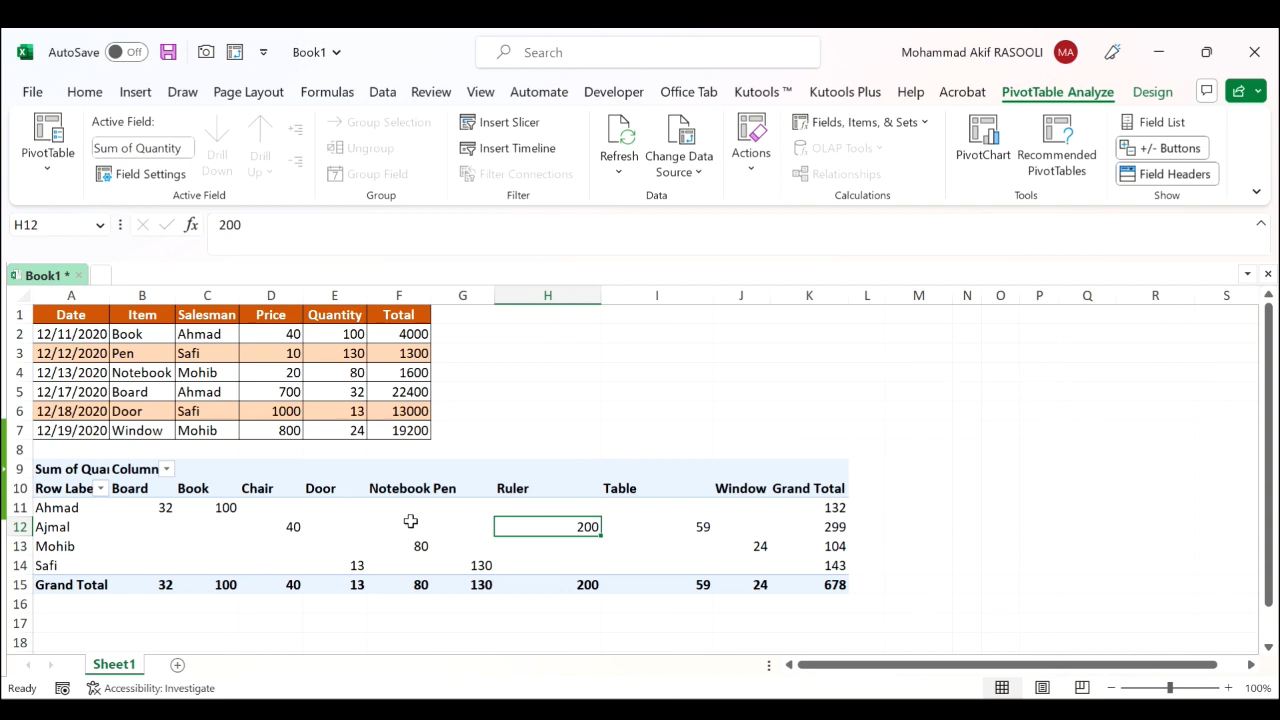 AutoSave Off Book1 Search Mohammad Akif RASOOLI MA
File Home Insert Draw Page Layout Formulas Data Review View Automate Developer Office Tab Kutools ™ Kutools Plus Help Acrobat PivotTable Analyze Design
PivotTable
Active Field:
Sum of Quantity
Field Settings
Drill Down
Drill Up
Active Field
Group Selection
Ungroup
Group Field
Group
Insert Slicer
Insert Timeline
Filter Connections
Filter
Refresh
Change Data Source
Data
Actions
Fields, Items, & Sets
OLAP Tools
Relationships
Calculations
PivotChart
Recommended PivotTables
Tools
Field List
+/- Buttons
Field Headers
Show
H12 fx 200
Book1 *
A B C D E F G H I J K L M N O P Q R S
1 Date Item Salesman Price Quantity Total
2 12/11/2020 Book Ahmad 40 100 4000
3 12/12/2020 Pen Safi 10 130 1300
4 12/13/2020 Notebook Mohib 20 80 1600
5 12/17/2020 Board Ahmad 700 32 22400
6 12/18/2020 Door Safi 1000 13 13000
7 12/19/2020 Window Mohib 800 24 19200
8
9 Sum of Qua Column
10 Row Labe Board Book Chair Door Notebook Pen Ruler Table Window Grand Total
11 Ahmad 32 100 132
12 Ajmal 40 200 59 299
13 Mohib 80 24 104
14 Safi 13 130 143
15 Grand Total 32 100 40 13 80 130 200 59 24 678
16
17
18
Sheet1
Ready Accessibility: Investigate 100%